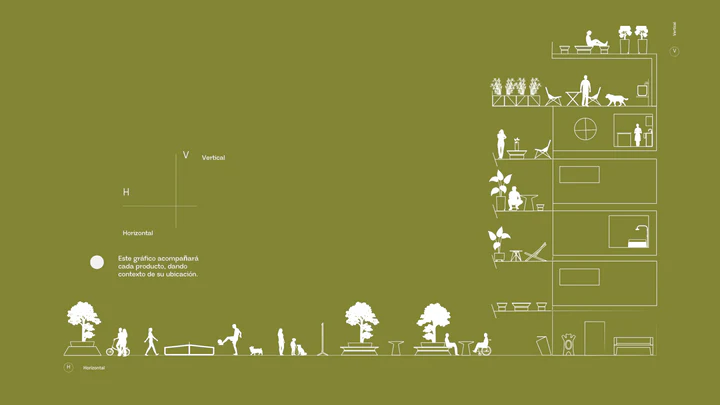 Vertical
V
V
Vertical
H
Horizontal
Este gráfico acompañará
cada producto, dando
contexto de su ubicación.
H
Horizontal